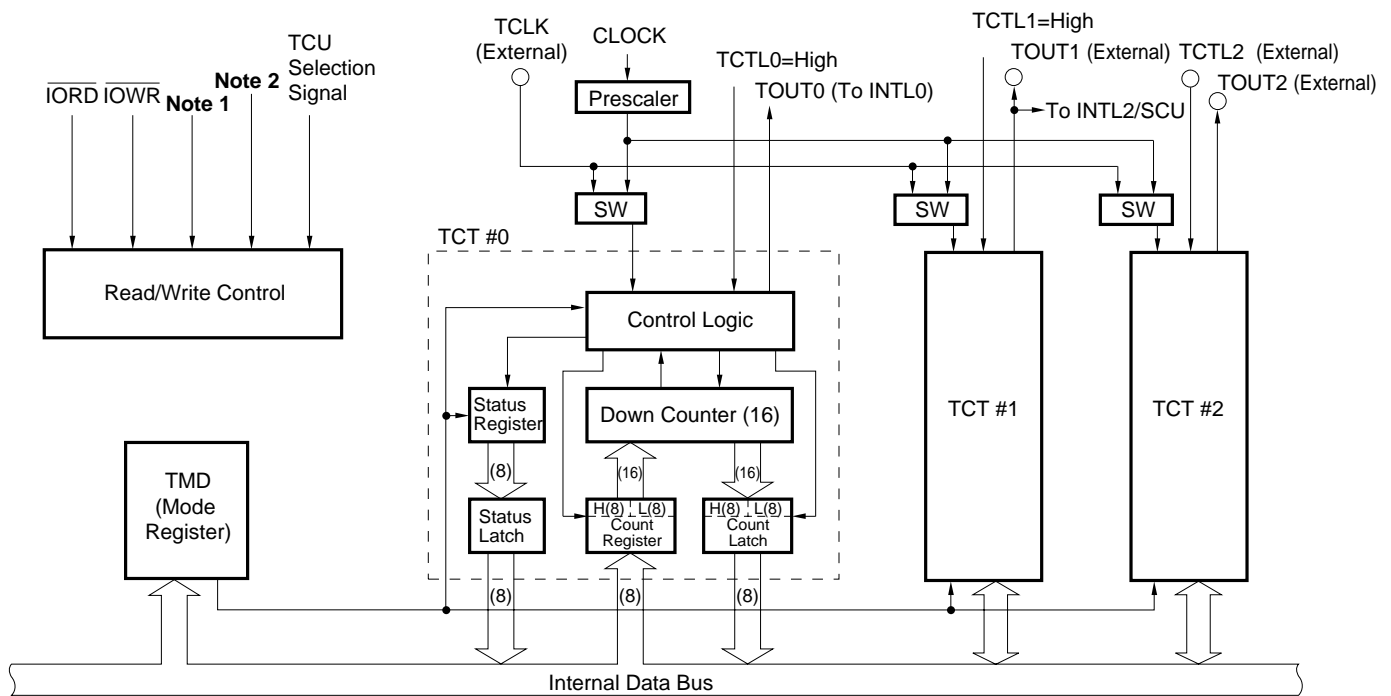 TCLK
(External)
CLOCK
Prescaler
TCTL0=High
TOUT0 (To INTL0)
TCTL1=High
TOUT1 (External)
TCTL2 (External)
TOUT2 (External)
To INTL2/SCU
IORD
IOWR
Note 1
Note 2
TCU
Selection
Signal
Read/Write Control
SW
SW
SW
TCT #0
Control Logic
Status
Register
Down Counter (16)
(8)
(16)
(16)
Status
Latch
H(8) L(8)
Count
Register
H(8) L(8)
Count
Latch
TCT #1
TCT #2
TMD
(Mode
Register)
(8)
(8)
(8)
Internal Data Bus